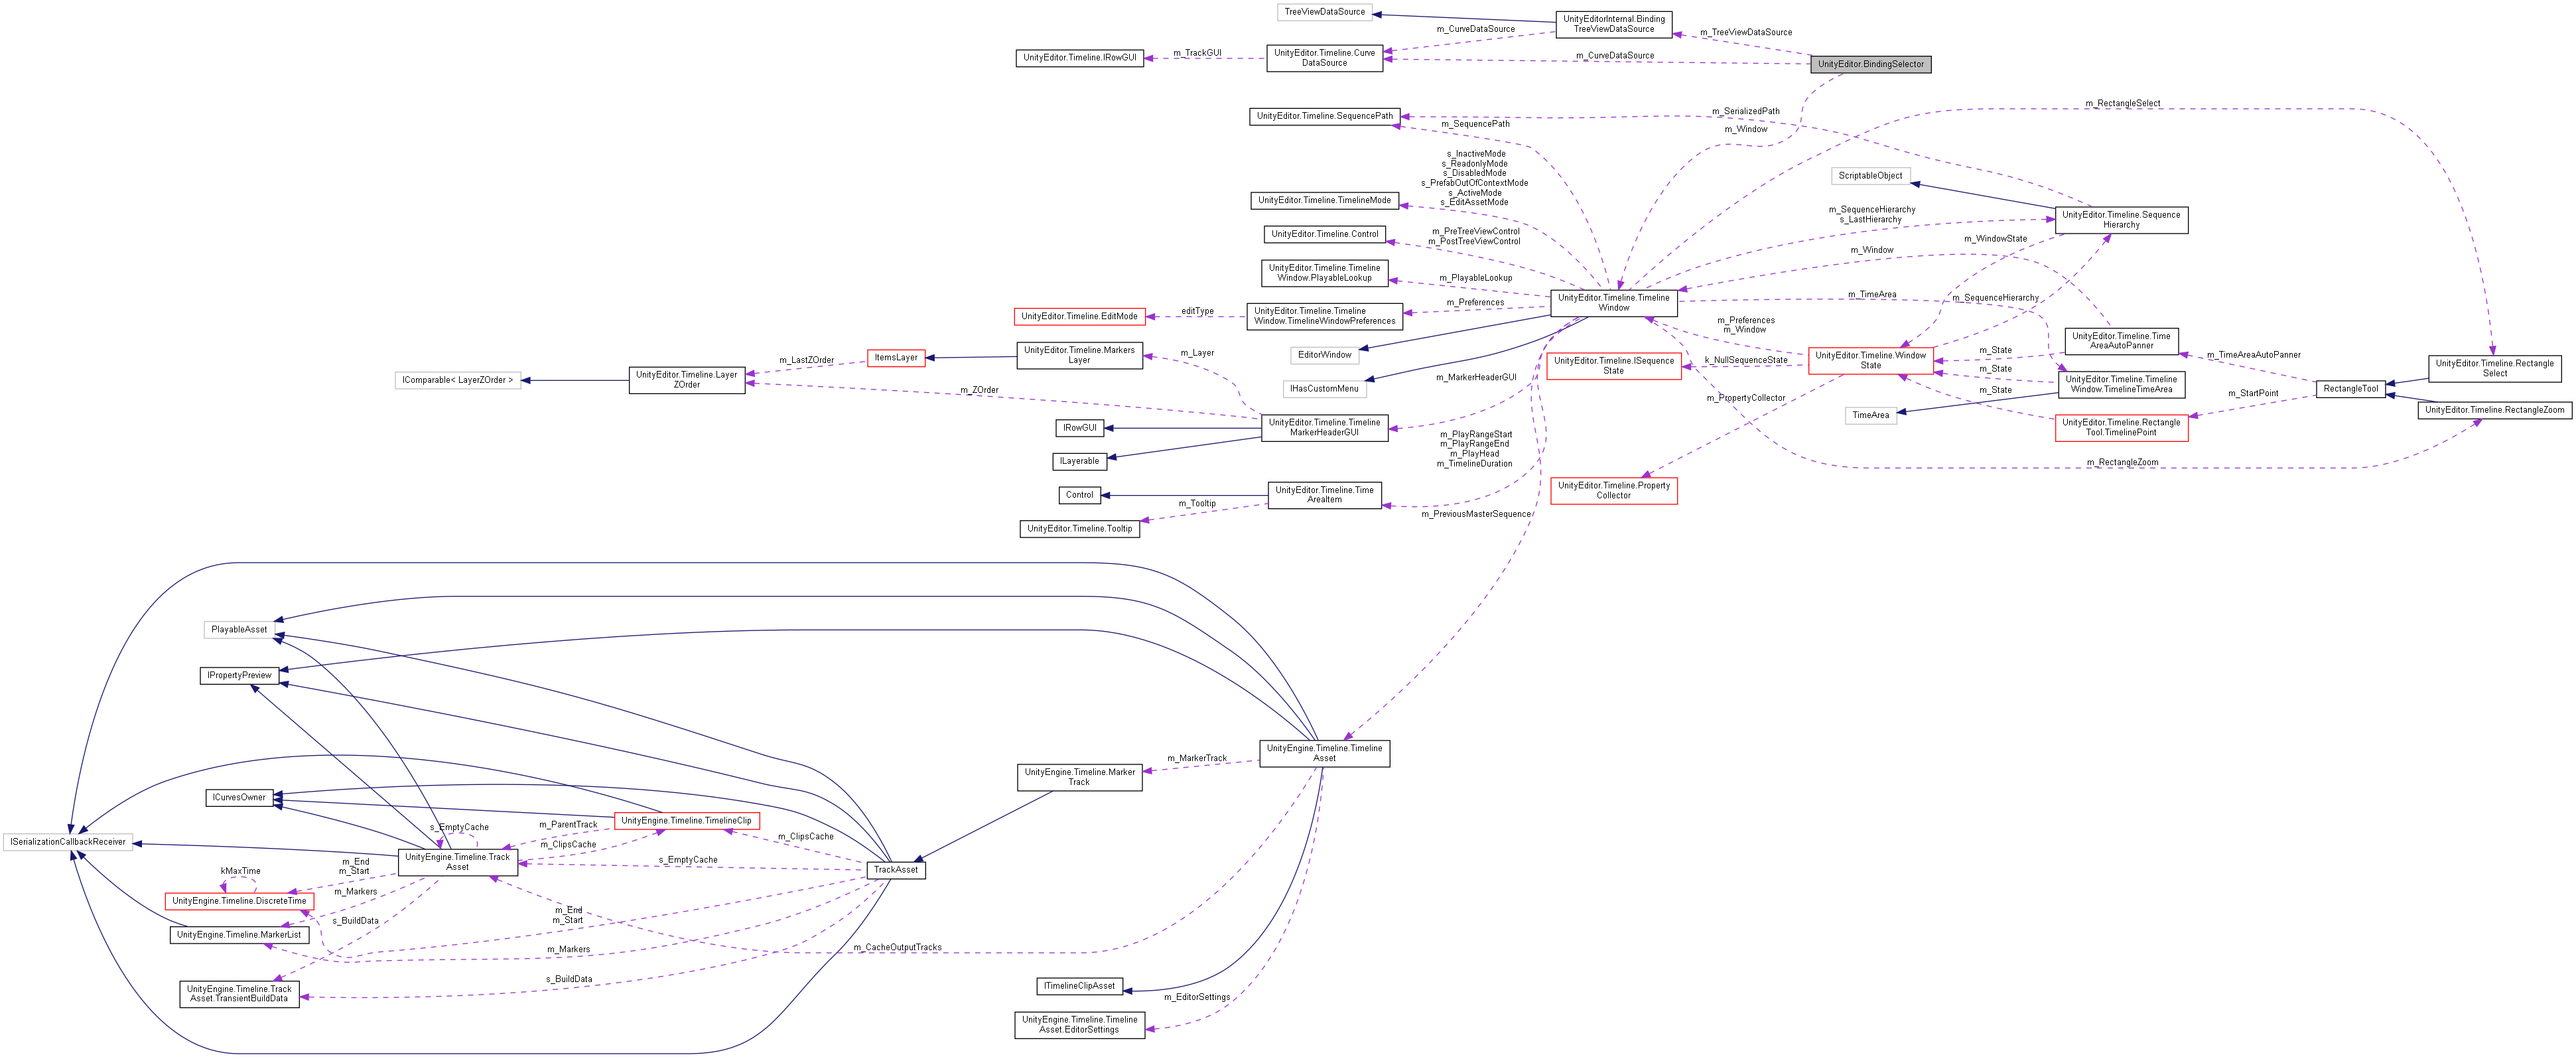 TreeViewDataSource
UnityEditorInternal.Binding
TreeViewDataSource
m_TreeViewDataSource
m_CurveDataSource
m_TrackGUI
UnityEditor.Timeline.IRowGUI
UnityEditor.Timeline.Curve
DataSource
m_CurveDataSource
UnityEditor.BindingSelector
UnityEditor.Timeline.SequencePath
m_SerializedPath
m_SequencePath
m_Window
m_RectangleSelect
s_InactiveMode
s_ReadonlyMode
s_DisabledMode
s_PrefabOutOfContextMode
s_ActiveMode
s_EditAssetMode
UnityEditor.Timeline.TimelineMode
ScriptableObject
UnityEditor.Timeline.Control
m_PreTreeViewControl
m_PostTreeViewControl
m_SequenceHierarchy
s_LastHierarchy
UnityEditor.Timeline.Sequence
Hierarchy
m_WindowState
m_Window
UnityEditor.Timeline.Timeline
Window.PlayableLookup
m_PlayableLookup
UnityEditor.Timeline.Timeline
Window
m_TimeArea
m_SequenceHierarchy
UnityEditor.Timeline.EditMode
editType
UnityEditor.Timeline.Timeline
Window.TimelineWindowPreferences
m_Preferences
m_Preferences
m_Window
EditorWindow
UnityEditor.Timeline.ISequence
State
k_NullSequenceState
UnityEditor.Timeline.Window
State
m_State
UnityEditor.Timeline.Time
AreaAutoPanner
m_TimeAreaAutoPanner
UnityEditor.Timeline.Rectangle
Select
IComparable< LayerZOrder >
UnityEditor.Timeline.Layer
ZOrder
m_LastZOrder
ItemsLayer
UnityEditor.Timeline.Markers
Layer
m_Layer
m_ZOrder
IHasCustomMenu
m_MarkerHeaderGUI
m_PropertyCollector
m_State
UnityEditor.Timeline.Timeline
Window.TimelineTimeArea
m_State
TimeArea
RectangleTool
m_StartPoint
UnityEditor.Timeline.RectangleZoom
UnityEditor.Timeline.Rectangle
Tool.TimelinePoint
IRowGUI
ILayerable
UnityEditor.Timeline.Timeline
MarkerHeaderGUI
m_PlayRangeStart
m_PlayRangeEnd
m_PlayHead
m_TimelineDuration
m_RectangleZoom
Control
m_Tooltip
UnityEditor.Timeline.Tooltip
UnityEditor.Timeline.Time
AreaItem
UnityEditor.Timeline.Property
Collector
m_PreviousMasterSequence
PlayableAsset
IPropertyPreview
UnityEngine.Timeline.Timeline
Asset
m_MarkerTrack
UnityEngine.Timeline.Marker
Track
ICurvesOwner
UnityEngine.Timeline.TimelineClip
s_EmptyCache
m_ParentTrack
m_ClipsCache
m_ClipsCache
ISerializationCallbackReceiver
UnityEngine.Timeline.Track
Asset
s_EmptyCache
TrackAsset
m_End
m_Start
kMaxTime
UnityEngine.Timeline.DiscreteTime
m_Markers
s_BuildData
m_End
m_Start
UnityEngine.Timeline.MarkerList
m_Markers
m_CacheOutputTracks
s_BuildData
UnityEngine.Timeline.Track
Asset.TransientBuildData
ITimelineClipAsset
m_EditorSettings
UnityEngine.Timeline.Timeline
Asset.EditorSettings